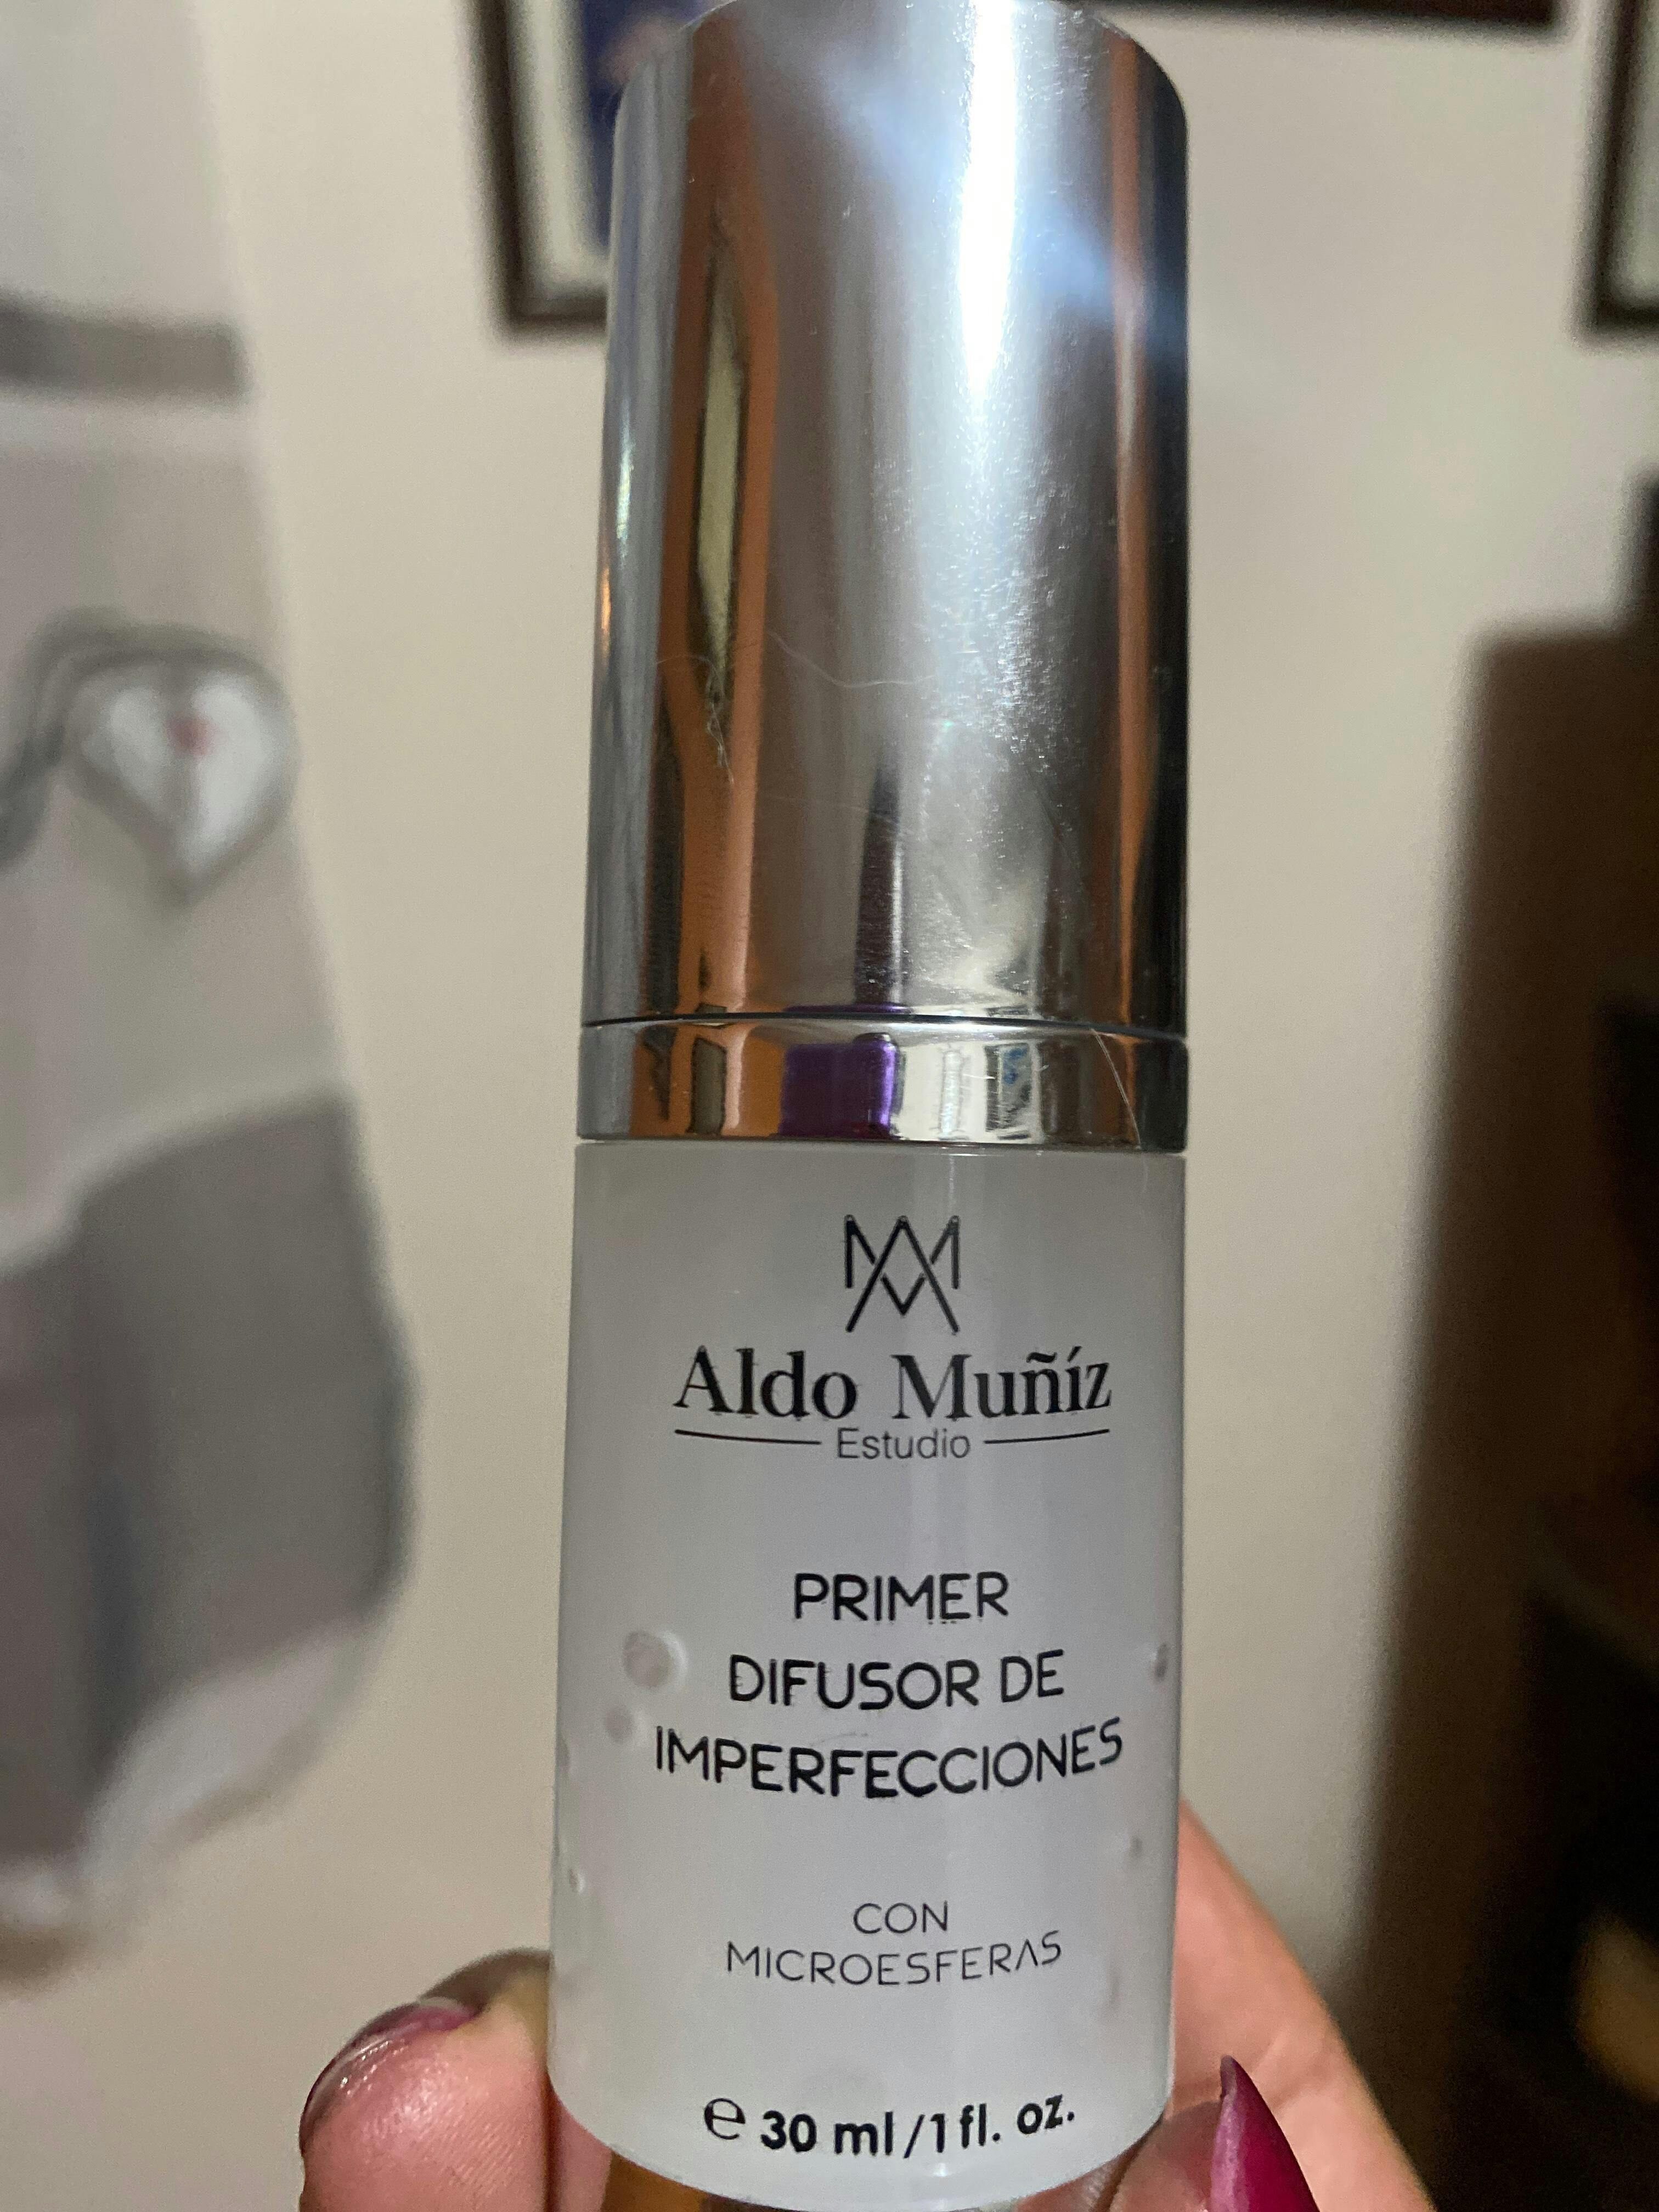 Aldo Muñíz
Estudio
PRIMER
DIFUSOR DE
IMPERFECCIONES
CON
MICROESFERAS
℮ 30 ml/1 fl. oz.